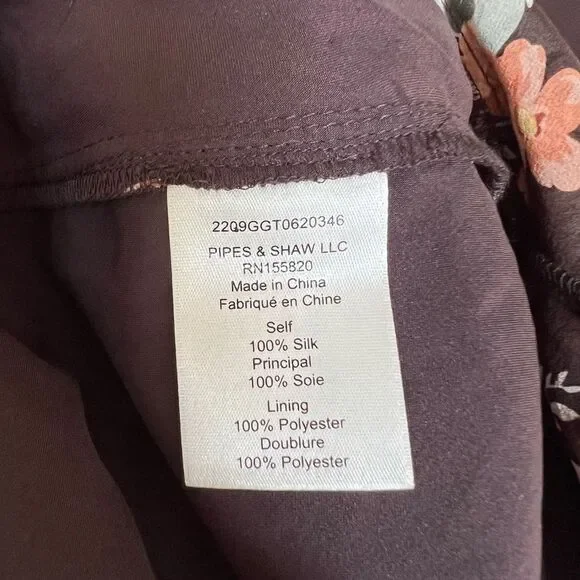 2209GGT0620346
PIPES & SHAW LLC
RN155820
Made in China
Fabriqué en Chine
Self
100% Silk
Principal
100% Soie
Lining
100% Polyester
Doublure
100% Polyester